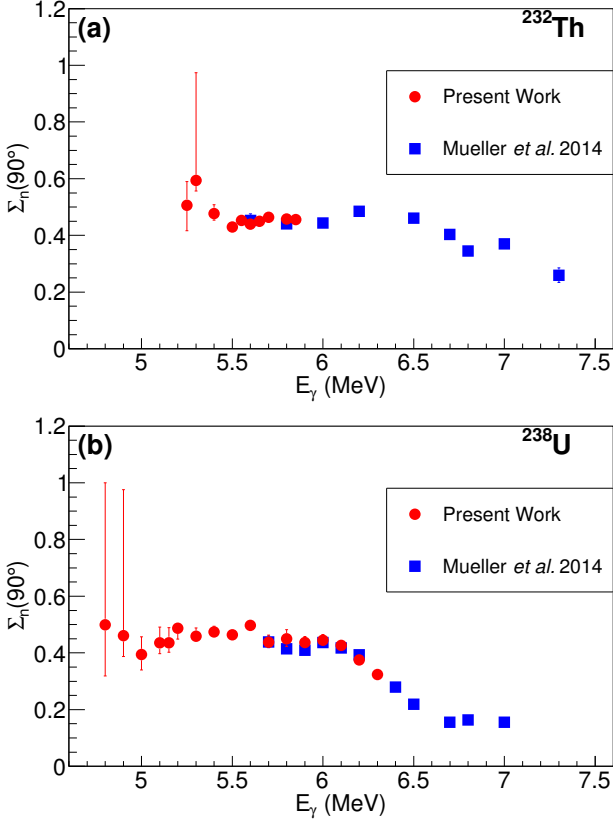 (a)
²³²Th
1.2
1
0.8
0.6
0.4
0.2
0
Σn(90°)
Present Work
Mueller et al. 2014
5 5.5 6 6.5 7 7.5
Eγ (MeV)
(b)
²³⁸U
1.2
1
0.8
0.6
0.4
0.2
0
Σn(90°)
Present Work
Mueller et al. 2014
5 5.5 6 6.5 7 7.5
Eγ (MeV)